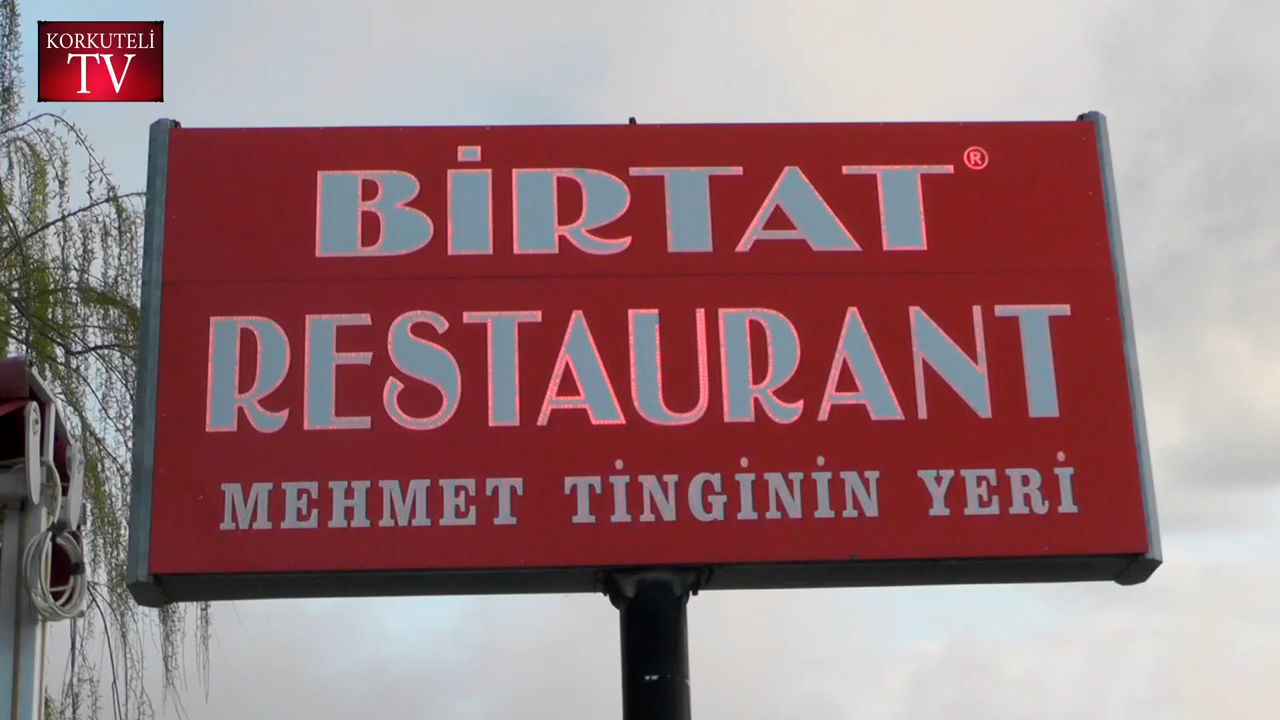 KORKUTELİ
TV
BİRTAT®
RESTAURANT
MEHMET TİNGİNİN YERİ